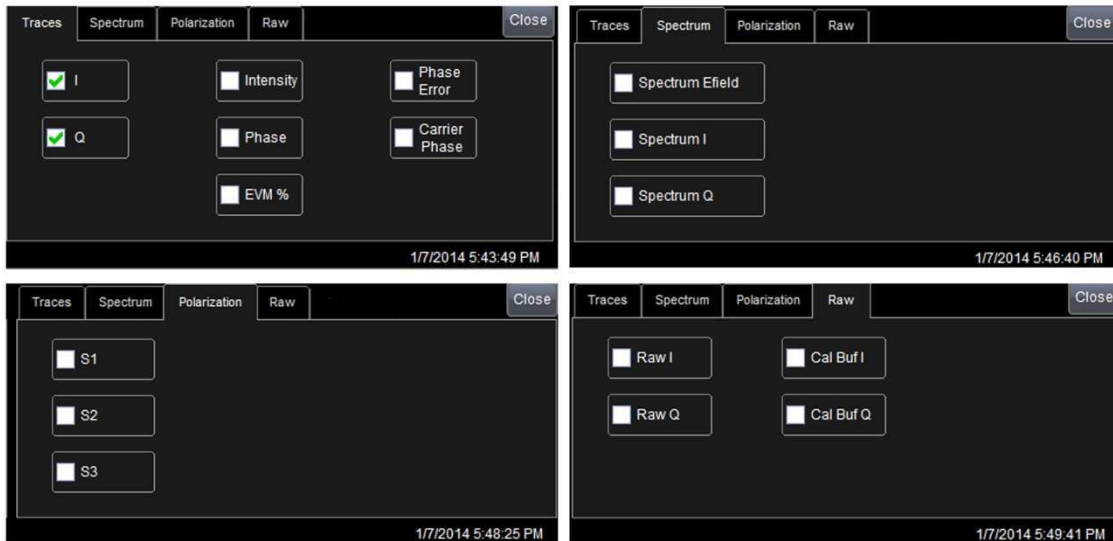 Traces Spectrum Polarization Raw Close
I Intensity Phase Error
Q Phase Carrier Phase
EVM %
1/7/2014 5:43:49 PM
Traces Spectrum Polarization Raw Close
Spectrum Efield
Spectrum I
Spectrum Q
1/7/2014 5:46:40 PM
Traces Spectrum Polarization Raw Close
S1
S2
S3
1/7/2014 5:48:25 PM
Traces Spectrum Polarization Raw Close
Raw I Cal Buf I
Raw Q Cal Buf Q
1/7/2014 5:49:41 PM